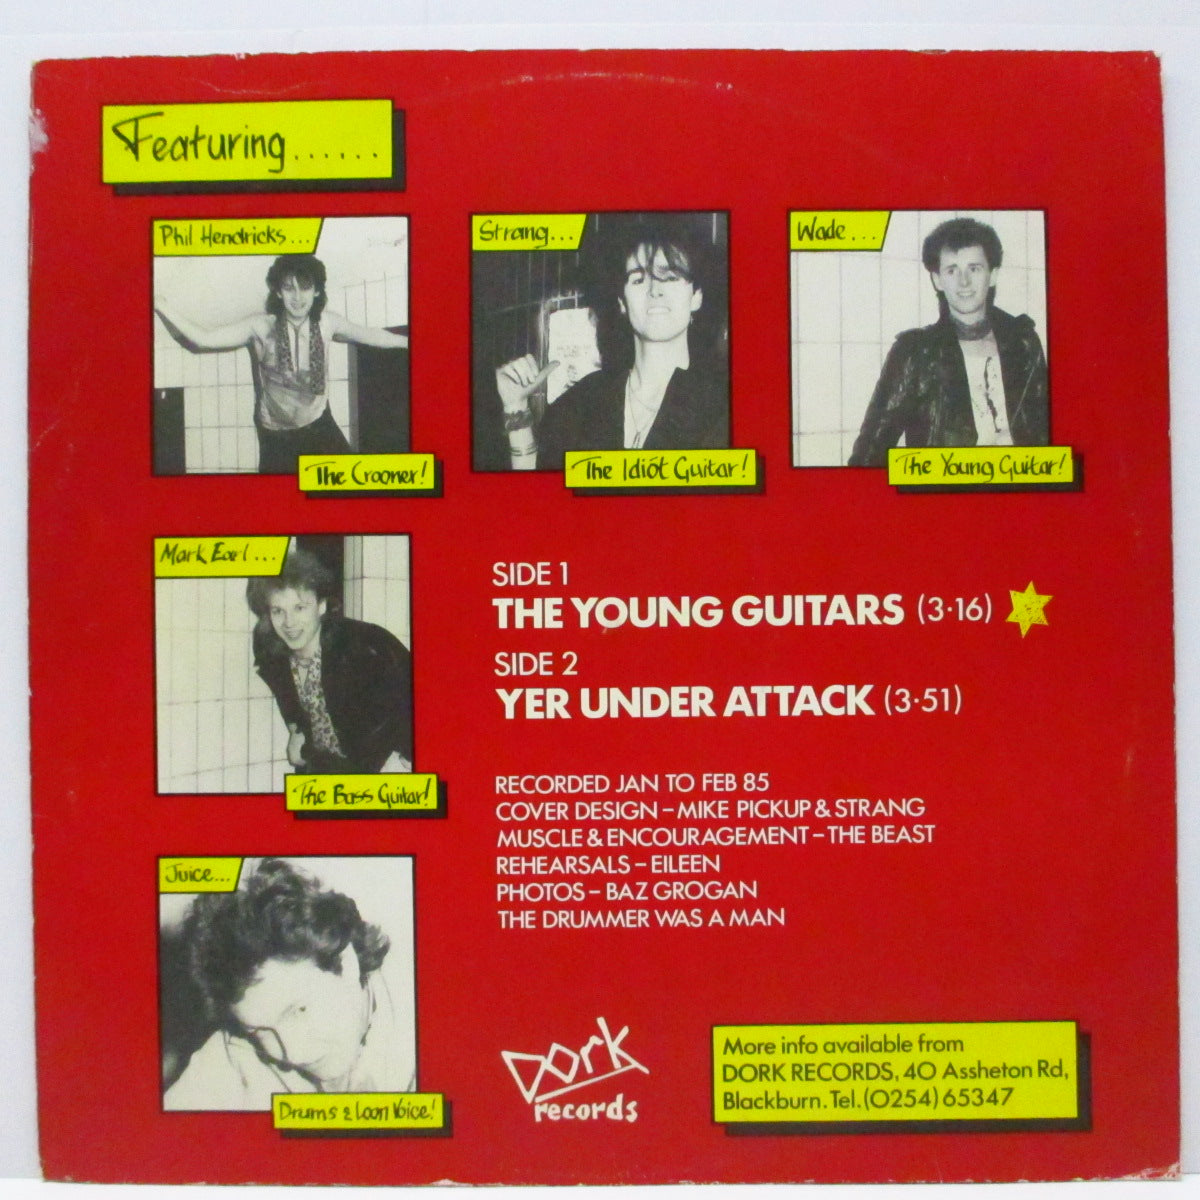 Featuring......
Phil Hendricks...
The Crooner!
Strang...
The Idiot Guitar!
Wade...
The Young Guitar!
Mark Earl...
The Bass Guitar!
Juice...
Drums & Loon Voice!
SIDE 1
THE YOUNG GUITARS (3·16)
SIDE 2
YER UNDER ATTACK (3·51)
RECORDED JAN TO FEB 85
COVER DESIGN – MIKE PICKUP & STRANG
MUSCLE & ENCOURAGEMENT – THE BEAST
REHEARSALS – EILEEN
PHOTOS – BAZ GROGAN
THE DRUMMER WAS A MAN
DORK
records
More info available from
DORK RECORDS, 40 Assheton Rd,
Blackburn. Tel. (0254) 65347